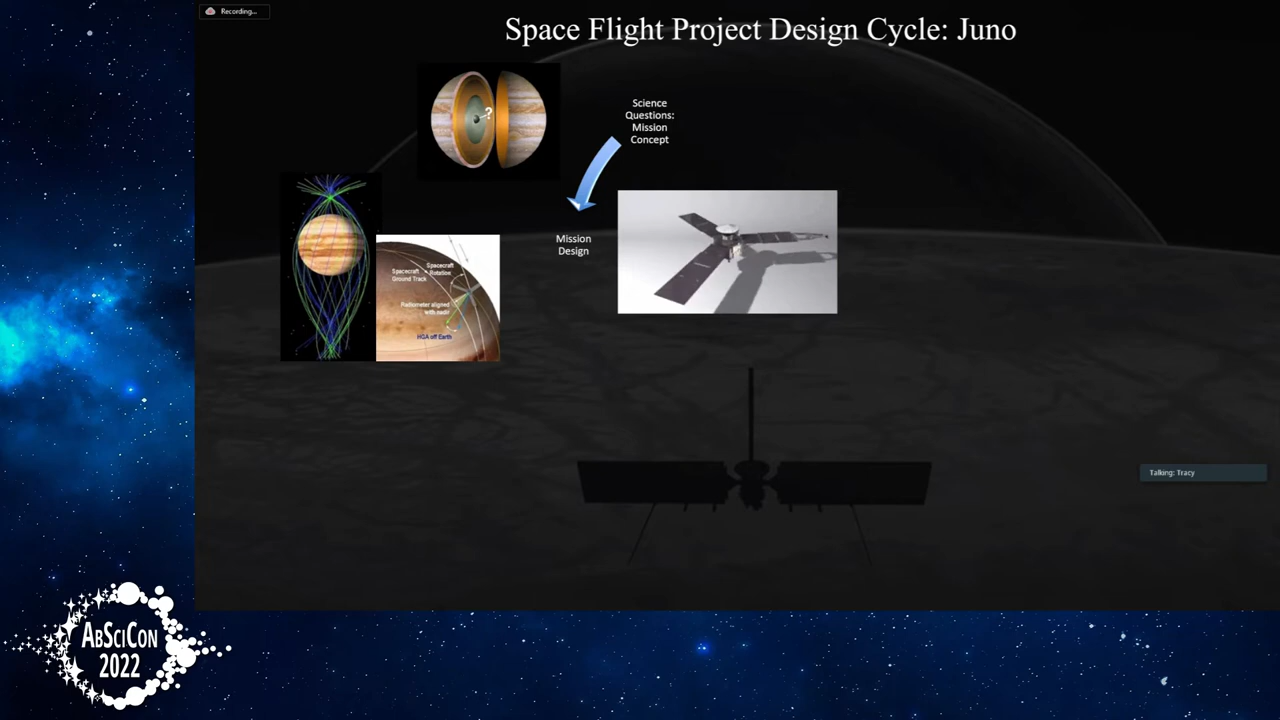 Recording...
Space Flight Project Design Cycle: Juno
?
Science
Questions:
Mission
Concept
Mission
Design
Spacecraft
Rotation
Spacecraft
Ground Track
Radiometer aligned
with nadir
HGA off Earth
Talking: Tracy
ABSCICON
2022